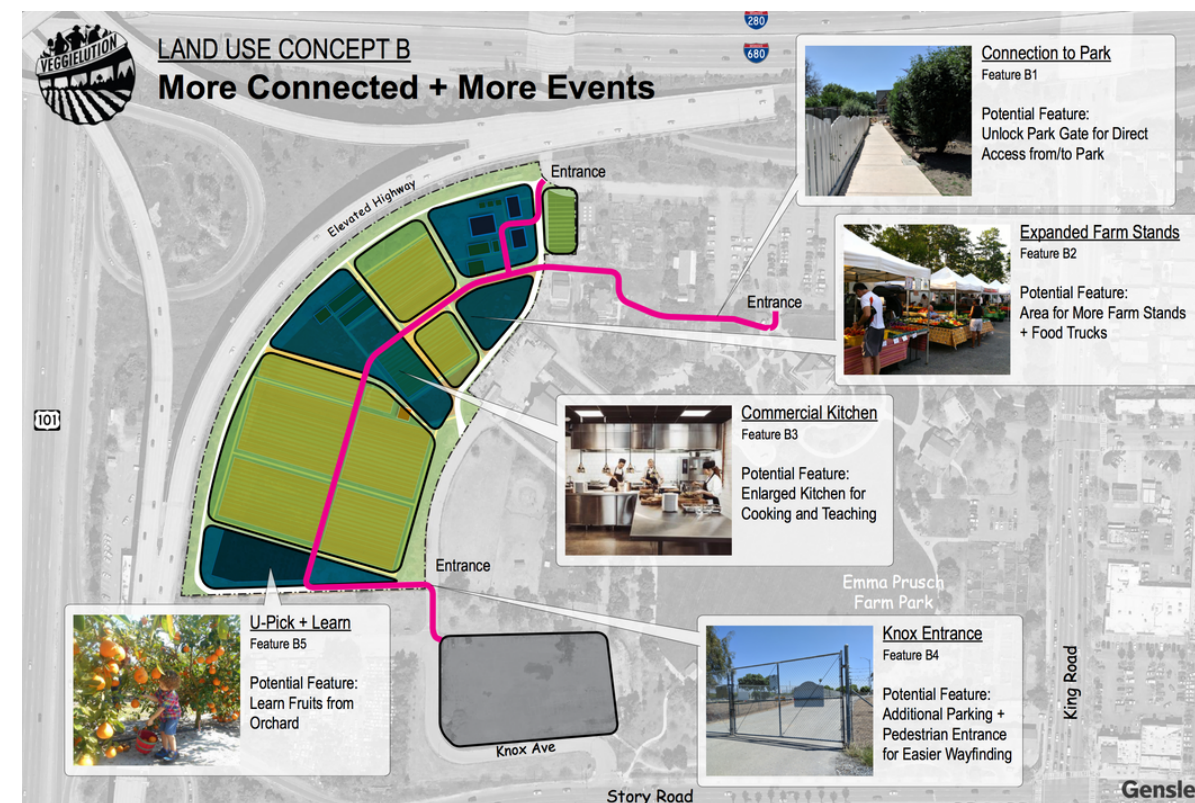 VEGGIELUTION
LAND USE CONCEPT B
More Connected + More Events
280
680
101
Elevated Highway
Entrance
Entrance
Entrance
Connection to Park
Feature B1
Potential Feature:
Unlock Park Gate for Direct
Access from/to Park
Expanded Farm Stands
Feature B2
Potential Feature:
Area for More Farm Stands
+ Food Trucks
Commercial Kitchen
Feature B3
Potential Feature:
Enlarged Kitchen for
Cooking and Teaching
Emma Prusch
Farm Park
Knox Entrance
Feature B4
Potential Feature:
Additional Parking +
Pedestrian Entrance
for Easier Wayfinding
U-Pick + Learn
Feature B5
Potential Feature:
Learn Fruits from
Orchard
King Road
Knox Ave
Story Road
Gensle